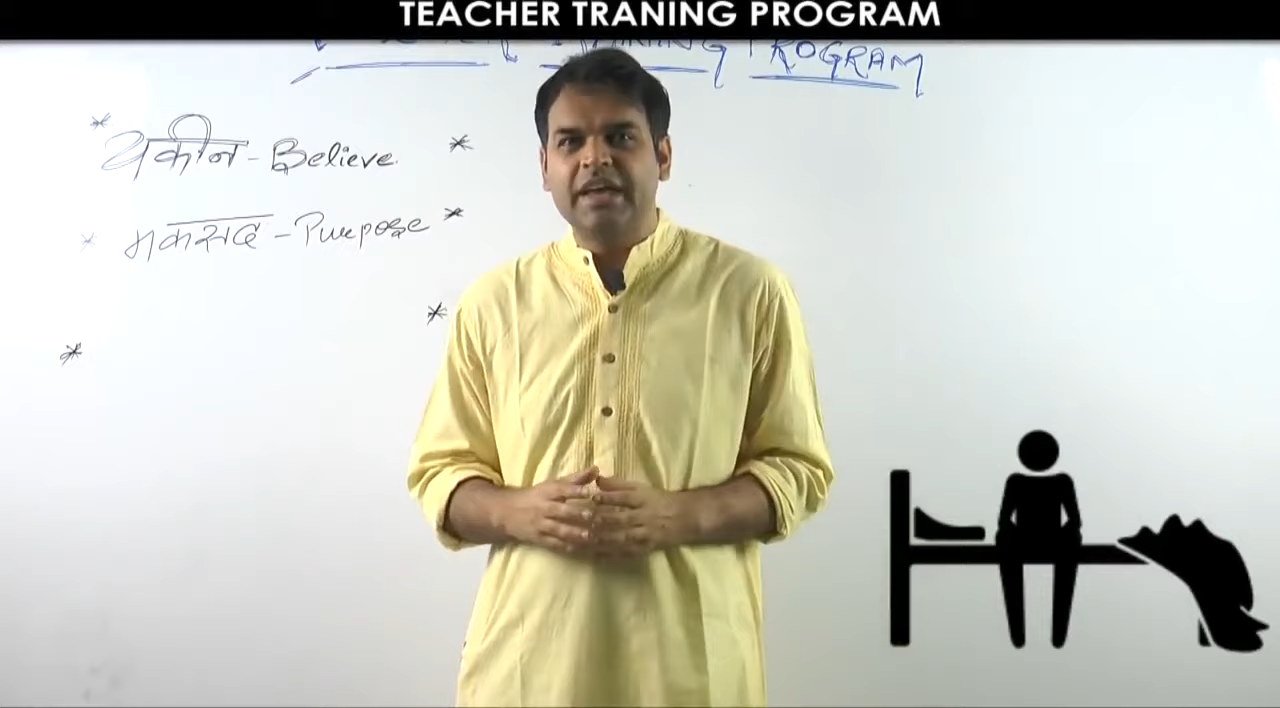 TEACHER TRANING PROGRAM
PROGRAM
* यकीन - Believe. *
* मकसद - Purpose *
*
*